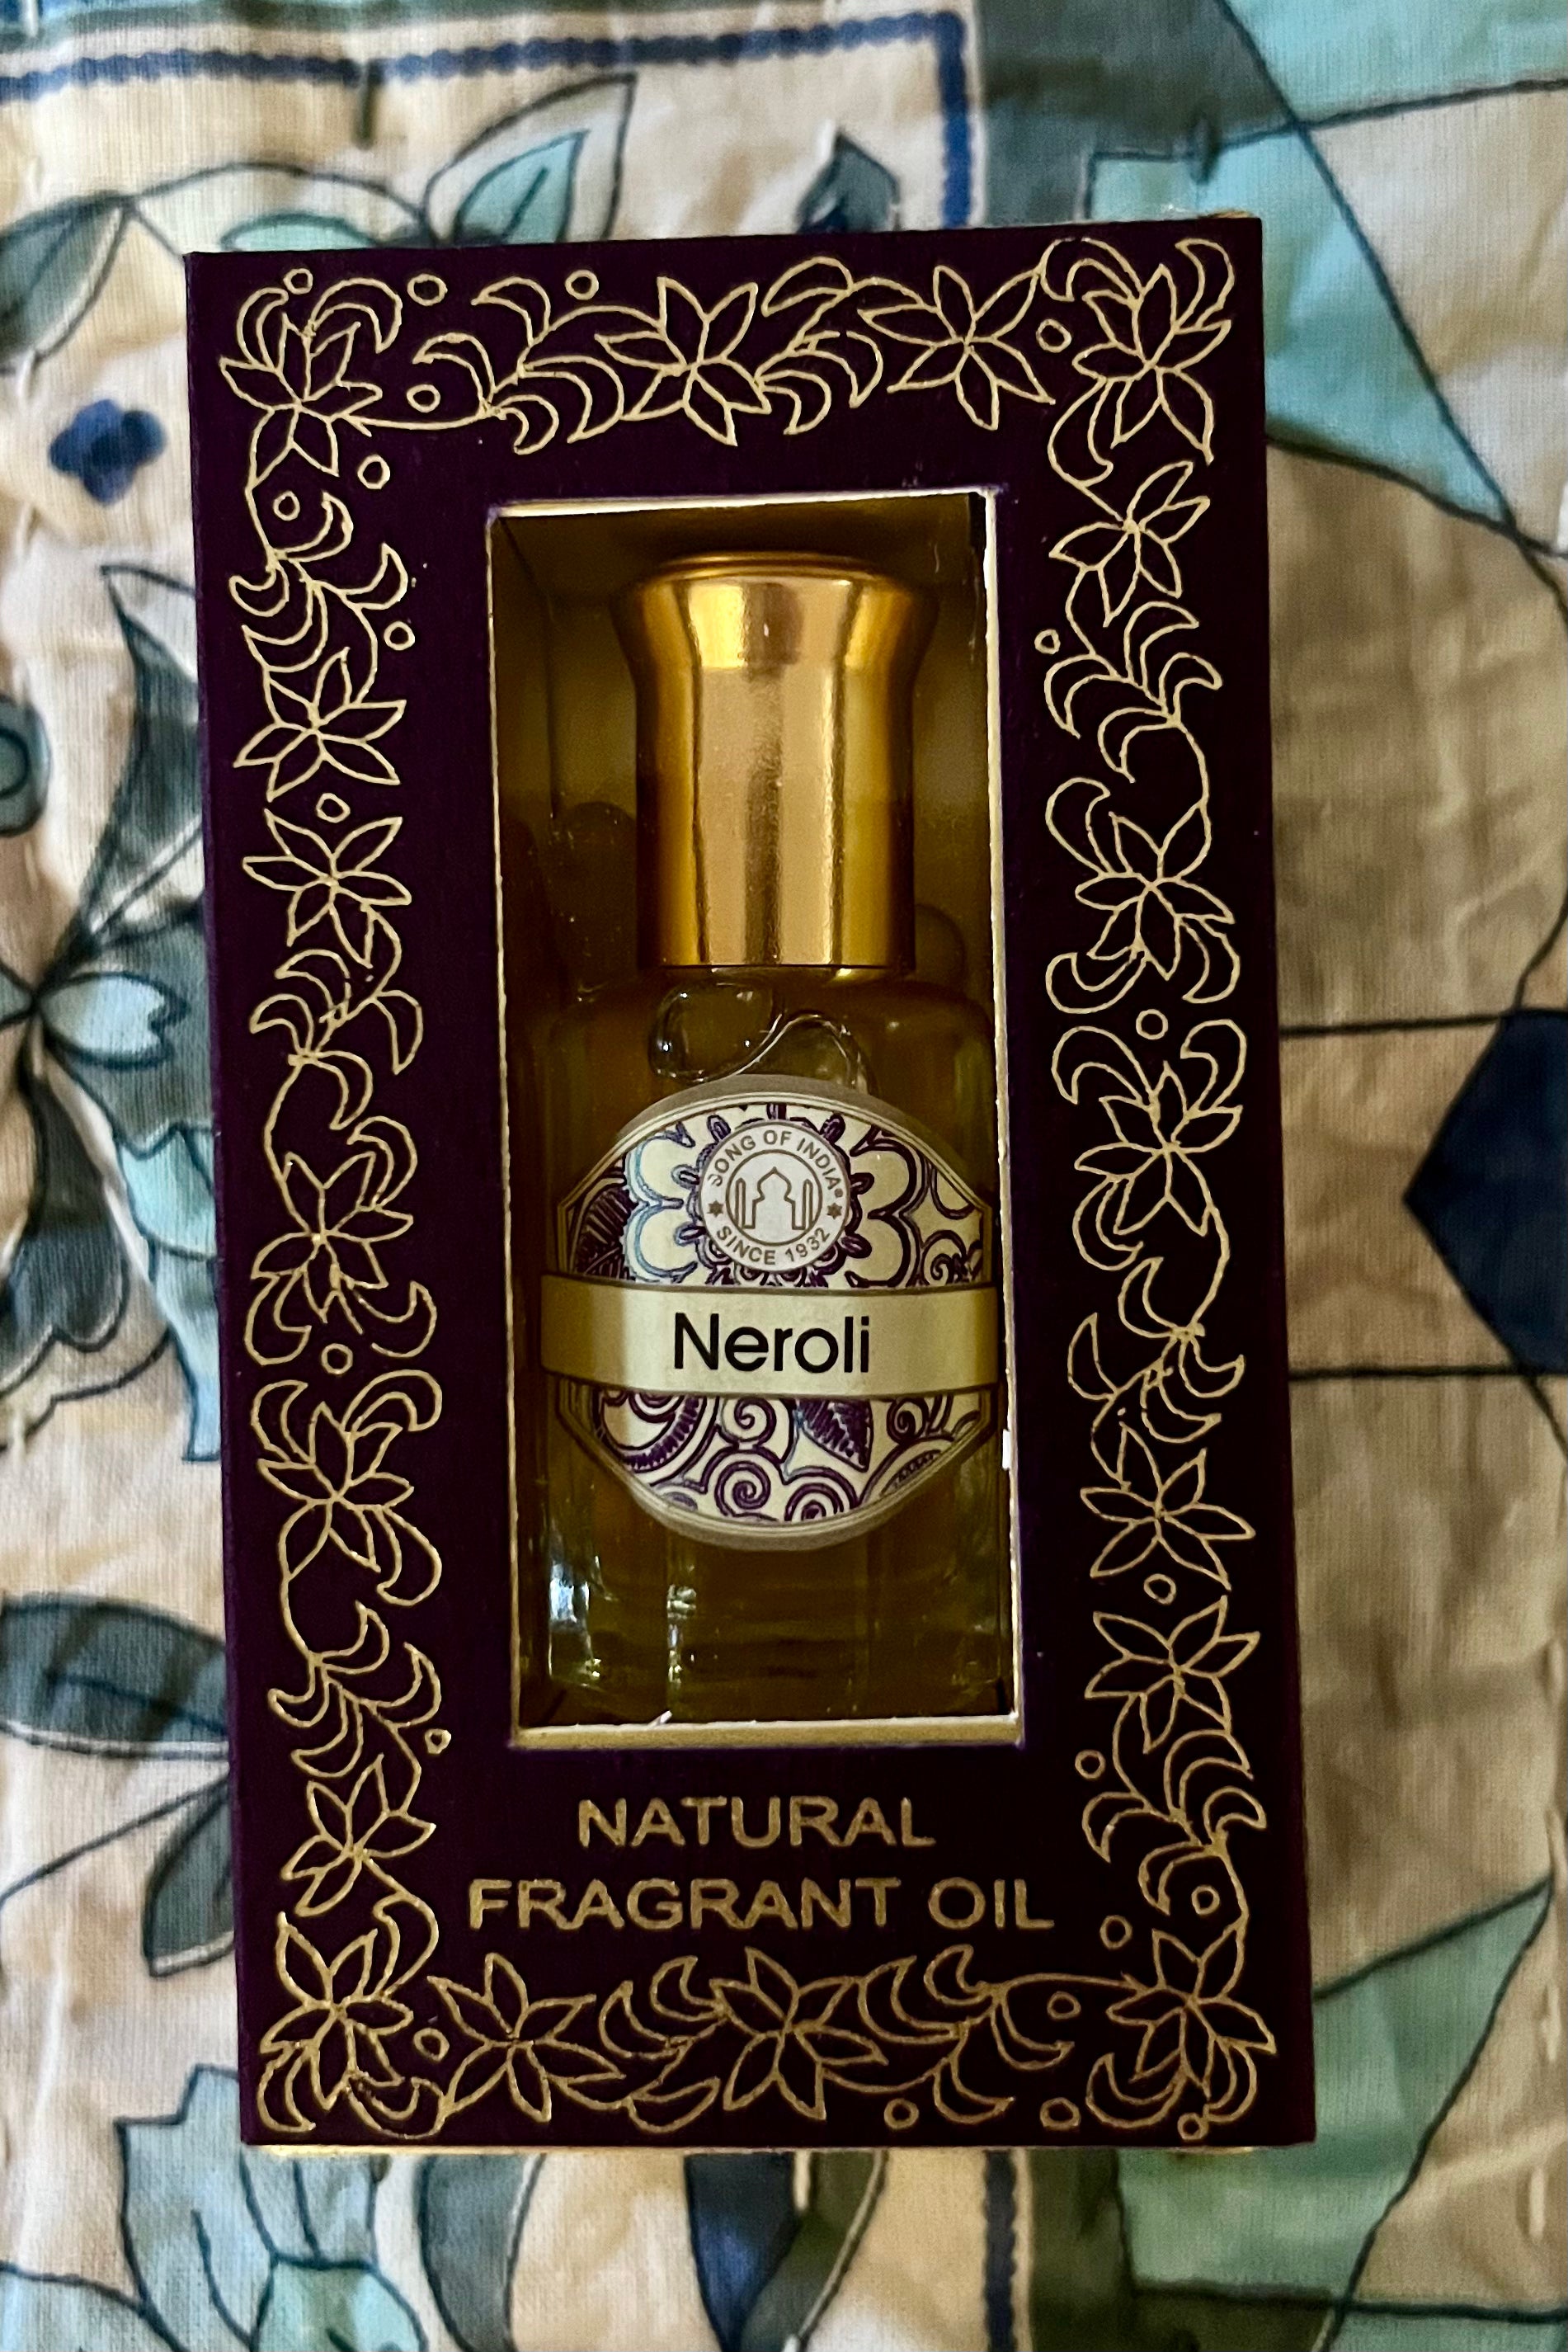 SONG OF INDIA®
SINCE 1932
Neroli
NATURAL
FRAGRANT OIL